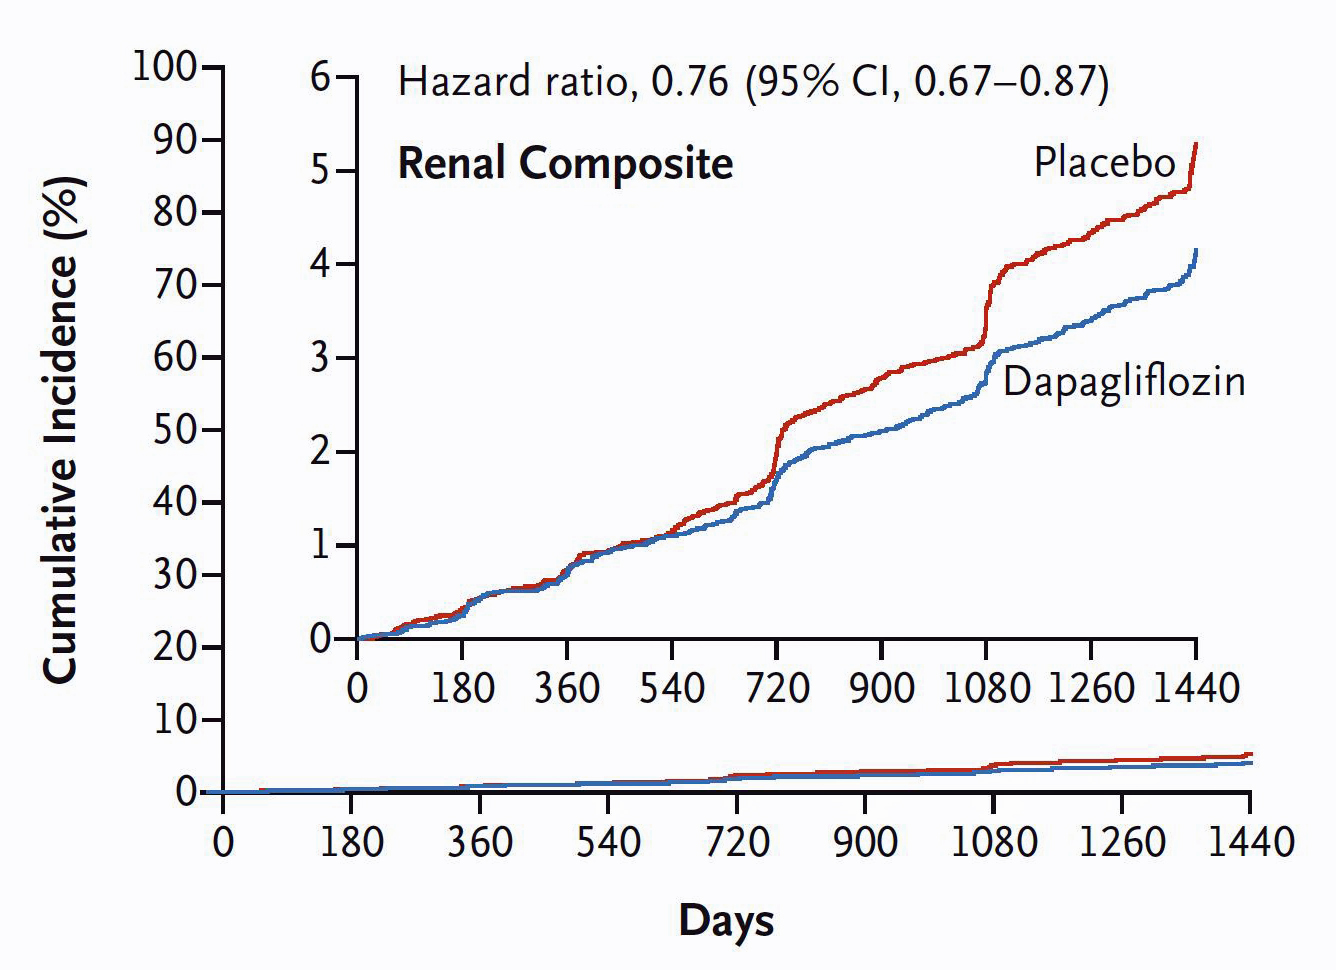 Hazard ratio, 0.76 (95% CI, 0.67–0.87)
Renal Composite
Placebo
Dapagliflozin
6
5
4
3
2
1
0
0 180 360 540 720 900 1080 1260 1440
Cumulative Incidence (%)
100
90
80
70
60
50
40
30
20
10
0
0 180 360 540 720 900 1080 1260 1440
Days